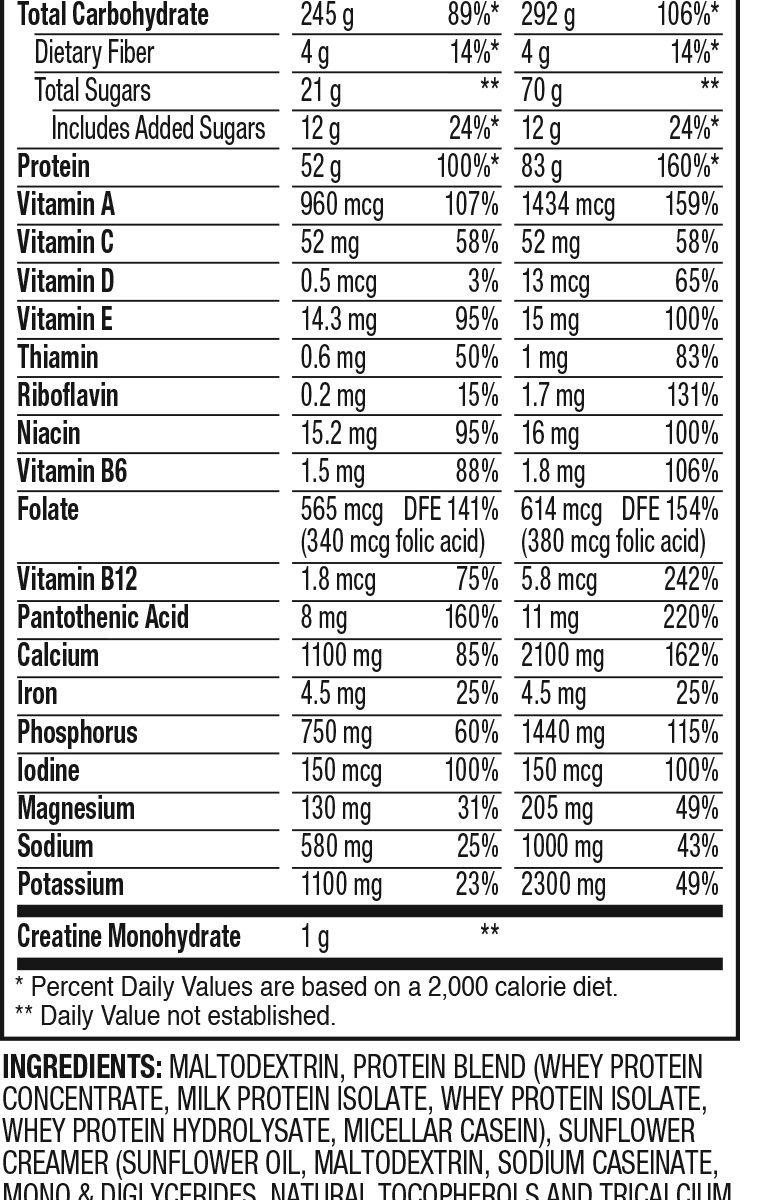 Total Carbohydrate 245 g 89%* 292 g 106%*
Dietary Fiber 4 g 14%* 4 g 14%*
Total Sugars 21 g ** 70 g **
Includes Added Sugars 12 g 24%* 12 g 24%*
Protein 52 g 100%* 83 g 160%*
Vitamin A 960 mcg 107% 1434 mcg 159%
Vitamin C 52 mg 58% 52 mg 58%
Vitamin D 0.5 mcg 3% 13 mcg 65%
Vitamin E 14.3 mg 95% 15 mg 100%
Thiamin 0.6 mg 50% 1 mg 83%
Riboflavin 0.2 mg 15% 1.7 mg 131%
Niacin 15.2 mg 95% 16 mg 100%
Vitamin B6 1.5 mg 88% 1.8 mg 106%
Folate 565 mcg DFE 141% 614 mcg DFE 154%
(340 mcg folic acid) (380 mcg folic acid)
Vitamin B12 1.8 mcg 75% 5.8 mcg 242%
Pantothenic Acid 8 mg 160% 11 mg 220%
Calcium 1100 mg 85% 2100 mg 162%
Iron 4.5 mg 25% 4.5 mg 25%
Phosphorus 750 mg 60% 1440 mg 115%
Iodine 150 mcg 100% 150 mcg 100%
Magnesium 130 mg 31% 205 mg 49%
Sodium 580 mg 25% 1000 mg 43%
Potassium 1100 mg 23% 2300 mg 49%
Creatine Monohydrate 1 g **
* Percent Daily Values are based on a 2,000 calorie diet.
** Daily Value not established.
INGREDIENTS: MALTODEXTRIN, PROTEIN BLEND (WHEY PROTEIN
CONCENTRATE, MILK PROTEIN ISOLATE, WHEY PROTEIN ISOLATE,
WHEY PROTEIN HYDROLYSATE, MICELLAR CASEIN), SUNFLOWER
CREAMER (SUNFLOWER OIL, MALTODEXTRIN, SODIUM CASEINATE,
MONO & DIGLYCERIDES, NATURAL TOCOPHEROLS AND TRICALCIUM